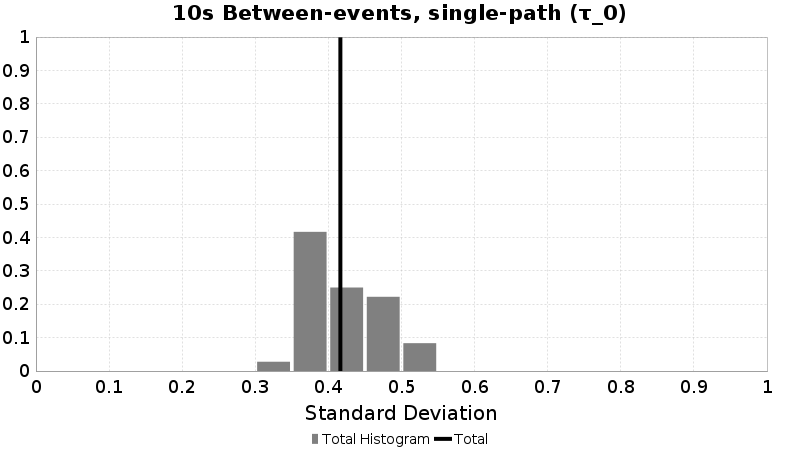 10s Between-events, single-path (τ_0)
1
0.9
0.8
0.7
0.6
0.5
0.4
0.3
0.2
0.1
0
0 0.1 0.2 0.3 0.4 0.5 0.6 0.7 0.8 0.9 1
Standard Deviation
Total Histogram Total